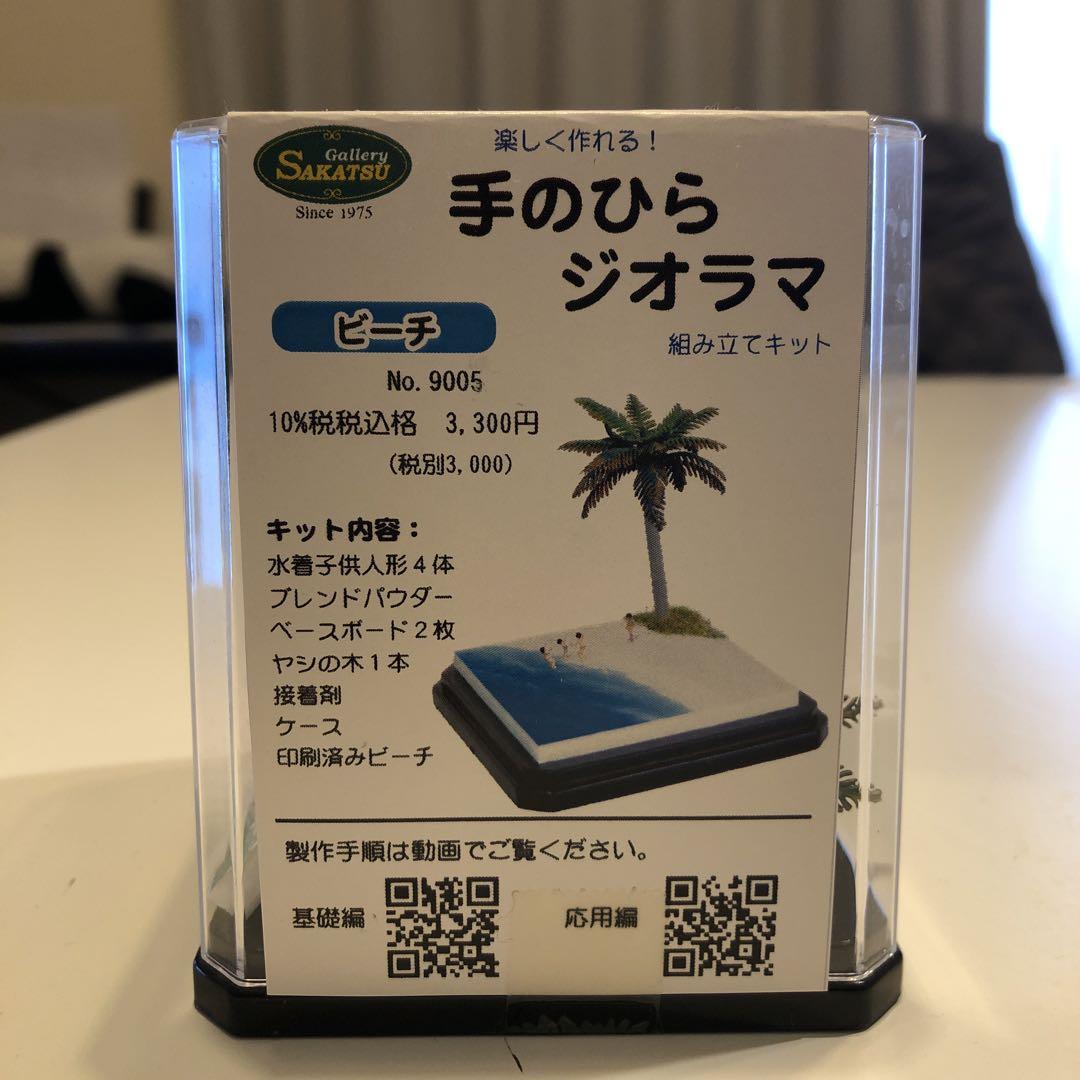 Gallery
SAKATSU
Since 1975
楽しく作れる！
手のひら
ジオラマ
組み立てキット
ビーチ
No. 9005
10%税税込格 3,300円
(税別3,000)
キット内容：
水着子供人形４体
ブレンドパウダー
ベースボード２枚
ヤシの木１本
接着剤
ケース
印刷済みビーチ
製作手順は動画でご覧ください。
基礎編
応用編